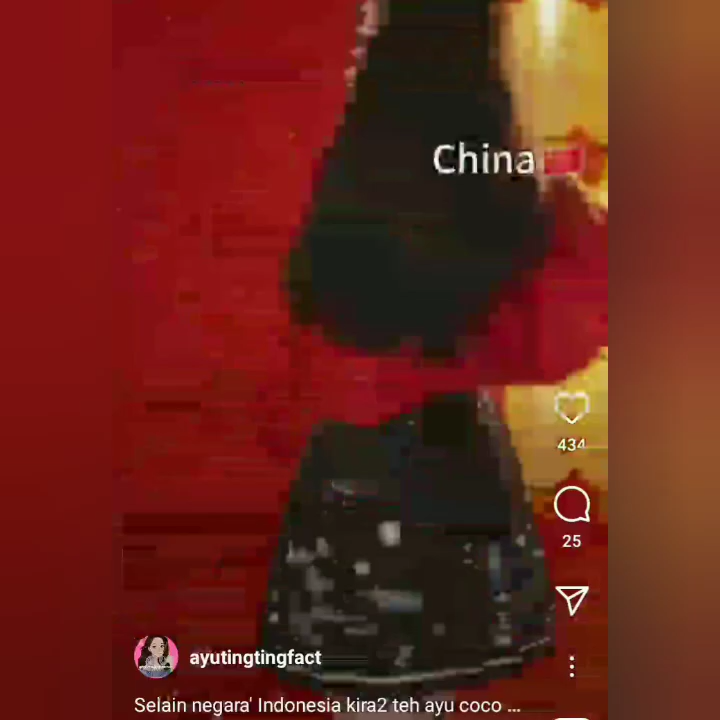 China🇨🇳
434
25
ayutingtingfact
Selain negara' Indonesia kira2 teh ayu coco ...